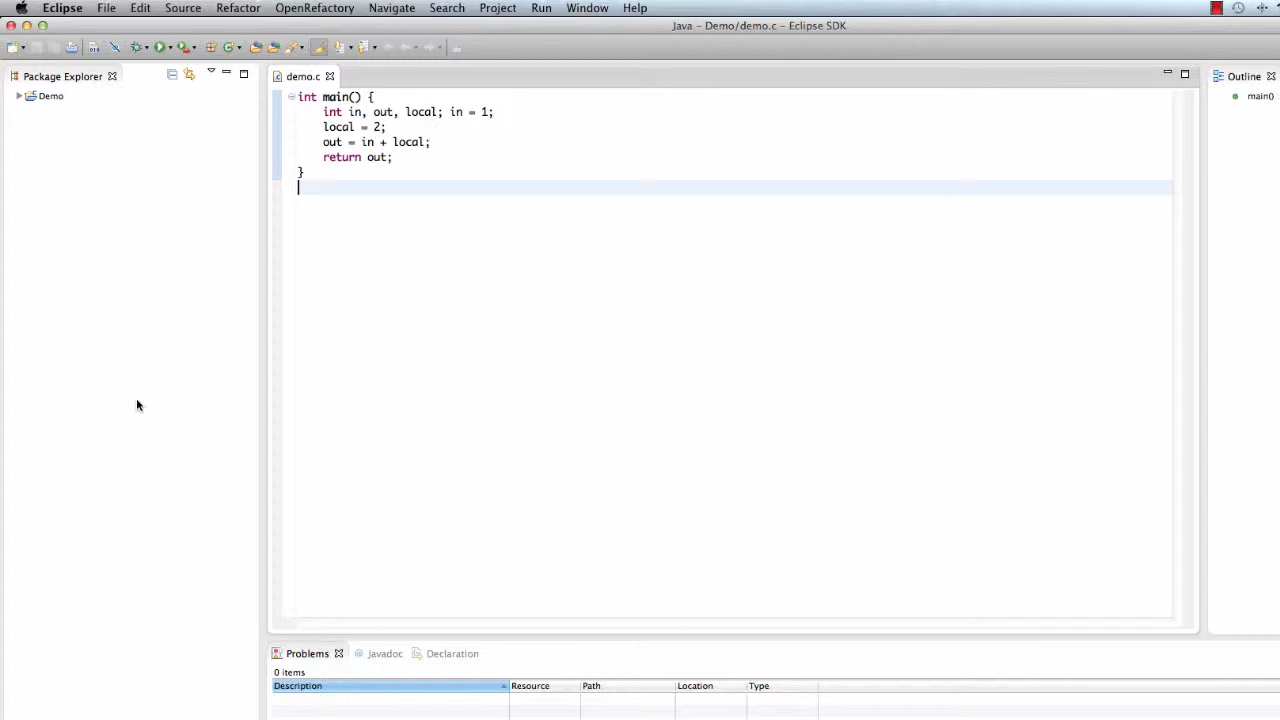 Eclipse File Edit Source Refactor OpenRefactory Navigate Search Project Run Window Help
Java – Demo/demo.c – Eclipse SDK
Package Explorer
Demo
demo.c
int main() {
int in, out, local; in = 1;
local = 2;
out = in + local;
return out;
}
Outline
main()
Problems Javadoc Declaration
0 items
Description Resource Path Location Type